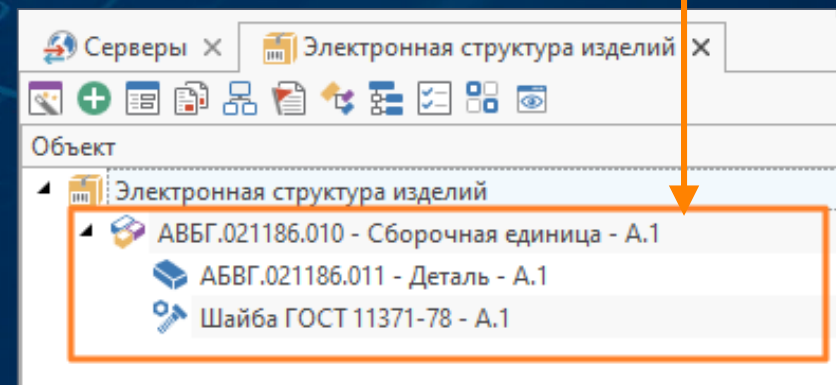 Серверы
Электронная структура изделий
Объект
Электронная структура изделий
АВБГ.021186.010 - Сборочная единица - А.1
АБВГ.021186.011 - Деталь - А.1
Шайба ГОСТ 11371-78 - А.1